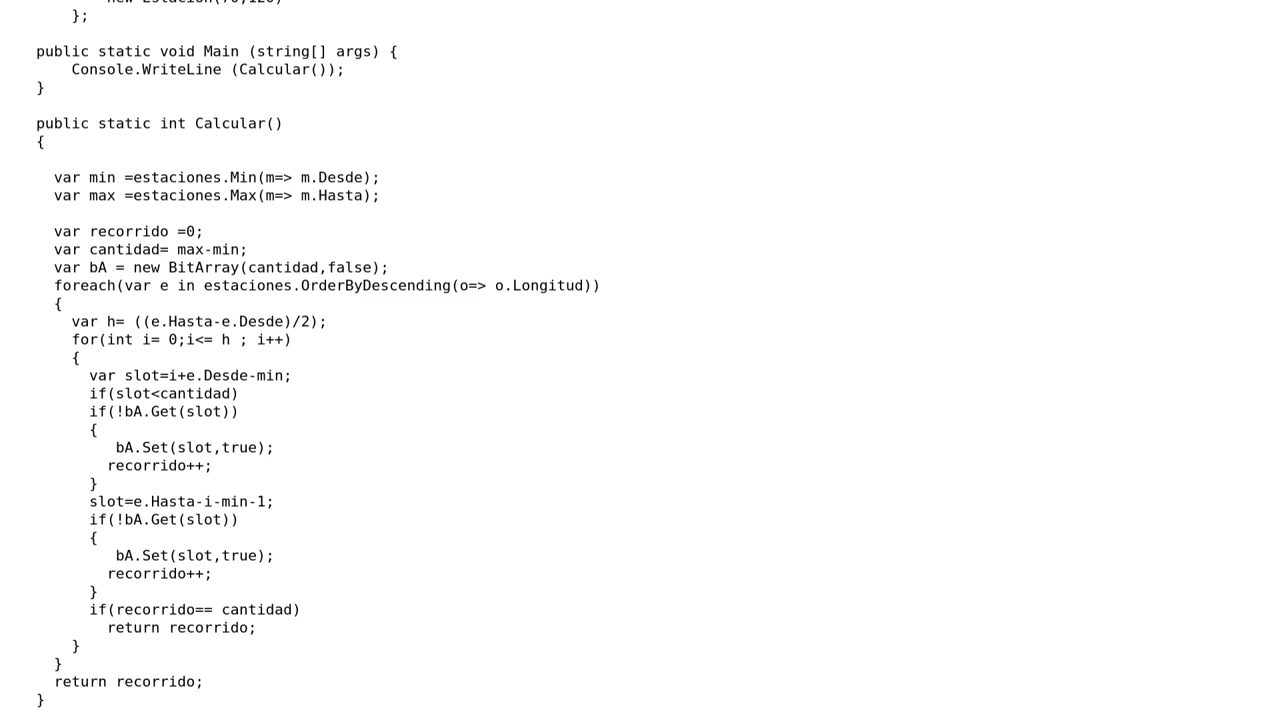 };
public static void Main (string[] args) {
Console.WriteLine (Calcular());
}
public static int Calcular()
{
var min =estaciones.Min(m=> m.Desde);
var max =estaciones.Max(m=> m.Hasta);
var recorrido =0;
var cantidad= max-min;
var bA = new BitArray(cantidad,false);
foreach(var e in estaciones.OrderByDescending(o=> o.Longitud))
{
var h= ((e.Hasta-e.Desde)/2);
for(int i= 0;i<= h ; i++)
{
var slot=i+e.Desde-min;
if(slot<cantidad)
if(!bA.Get(slot))
{
bA.Set(slot,true);
recorrido++;
}
slot=e.Hasta-i-min-1;
if(!bA.Get(slot))
{
bA.Set(slot,true);
recorrido++;
}
if(recorrido== cantidad)
return recorrido;
}
}
return recorrido;
}